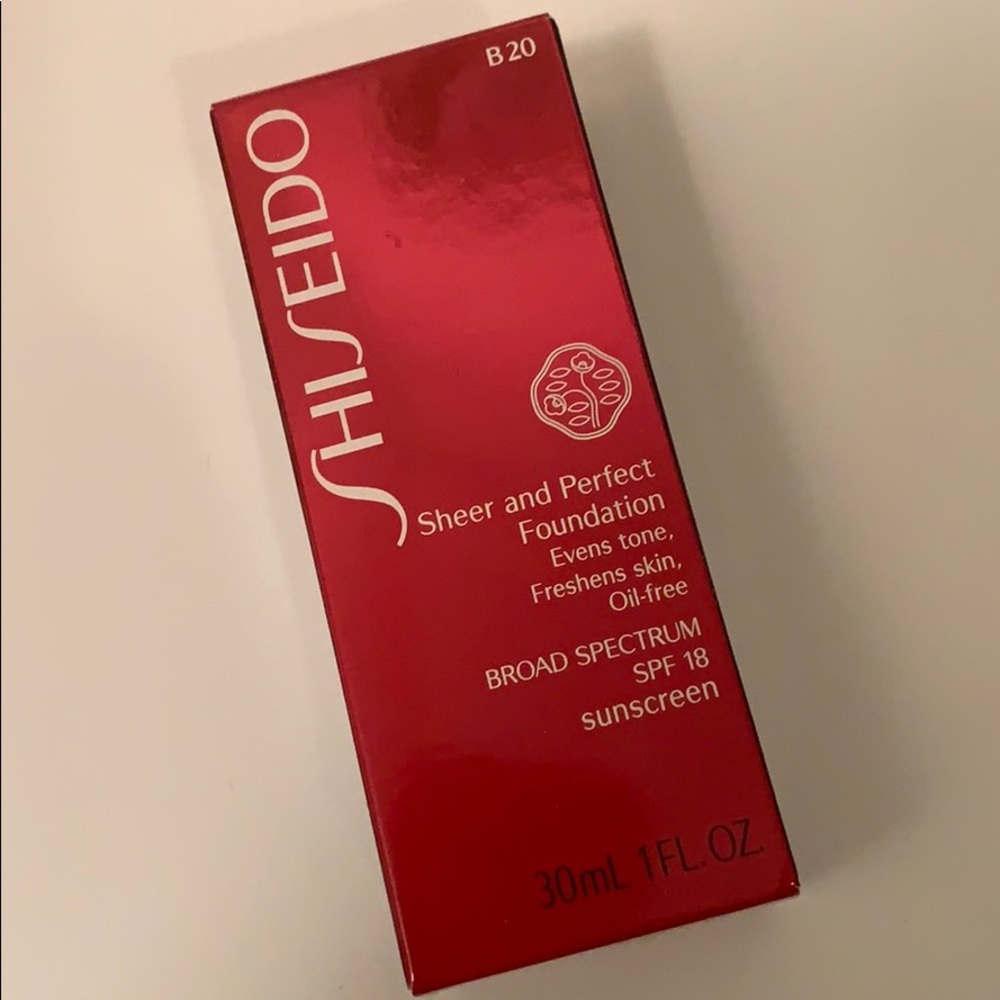 B20
SHISEIDO
Sheer and Perfect
Foundation
Evens tone,
Freshens skin,
Oil-free
BROAD SPECTRUM
SPF 18
sunscreen
30mL 1FL.OZ.